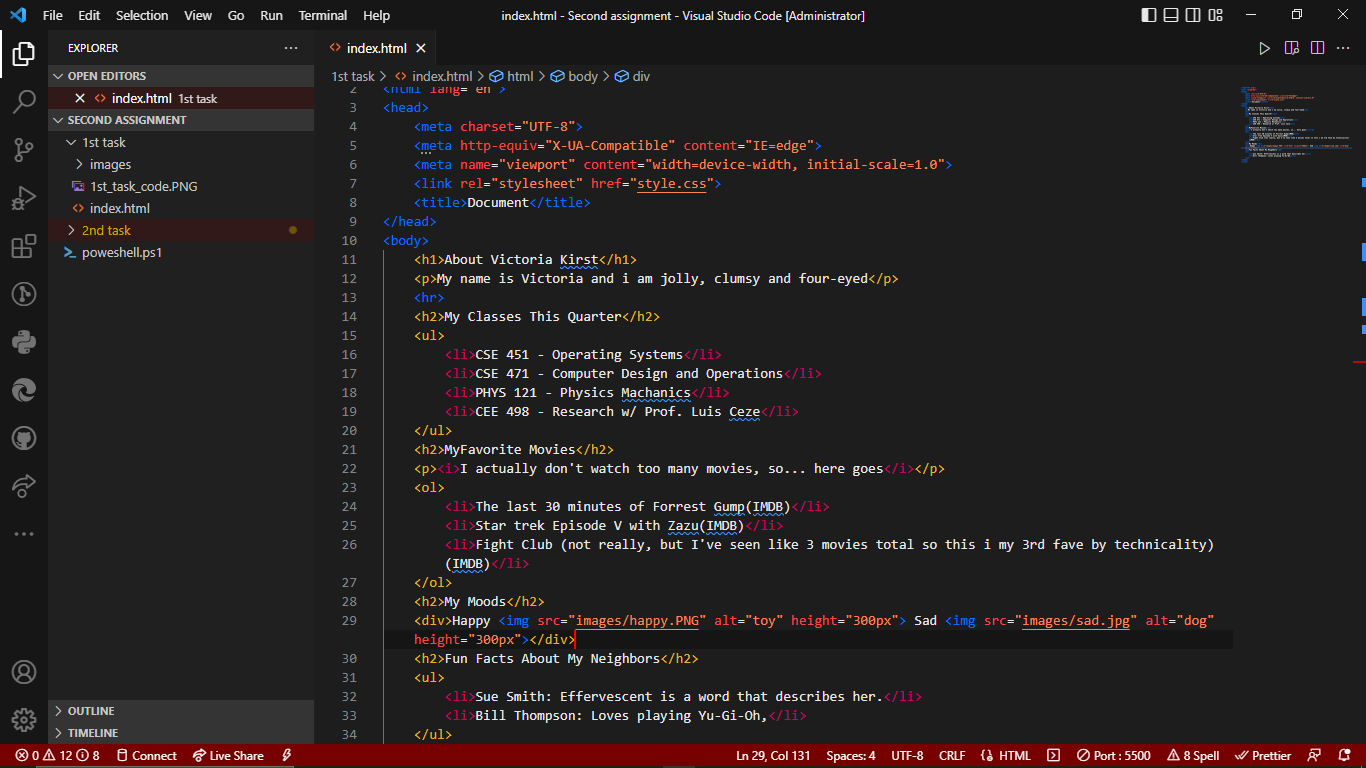 File Edit Selection View Go Run Terminal Help
index.html - Second assignment - Visual Studio Code [Administrator]
EXPLORER
OPEN EDITORS
index.html 1st task
SECOND ASSIGNMENT
1st task
images
1st_task_code.PNG
index.html
2nd task
poweshell.ps1
OUTLINE
TIMELINE
index.html
1st task > index.html > html > body > div
2 <html lang="en">
3 <head>
4 <meta charset="UTF-8">
5 <meta http-equiv="X-UA-Compatible" content="IE=edge">
6 <meta name="viewport" content="width=device-width, initial-scale=1.0">
7 <link rel="stylesheet" href="style.css">
8 <title>Document</title>
9 </head>
10 <body>
11 <h1>About Victoria Kirst</h1>
12 <p>My name is Victoria and i am jolly, clumsy and four-eyed</p>
13 <hr>
14 <h2>My Classes This Quarter</h2>
15 <ul>
16 <li>CSE 451 - Operating Systems</li>
17 <li>CSE 471 - Computer Design and Operations</li>
18 <li>PHYS 121 - Physics Machanics</li>
19 <li>CEE 498 - Research w/ Prof. Luis Ceze</li>
20 </ul>
21 <h2>MyFavorite Movies</h2>
22 <p><i>I actually don't watch too many movies, so... here goes</i></p>
23 <ol>
24 <li>The last 30 minutes of Forrest Gump(IMDB)</li>
25 <li>Star trek Episode V with Zazu(IMDB)</li>
26 <li>Fight Club (not really, but I've seen like 3 movies total so this i my 3rd fave by technicality)
(IMDB)</li>
27 </ol>
28 <h2>My Moods</h2>
29 <div>Happy <img src="images/happy.PNG" alt="toy" height="300px"> Sad <img src="images/sad.jpg" alt="dog"
height="300px"></div>
30 <h2>Fun Facts About My Neighbors</h2>
31 <ul>
32 <li>Sue Smith: Effervescent is a word that describes her.</li>
33 <li>Bill Thompson: Loves playing Yu-Gi-Oh,</li>
34 </ul>
0 12 8 Connect Live Share Ln 29, Col 131 Spaces: 4 UTF-8 CRLF HTML Port : 5500 8 Spell Prettier